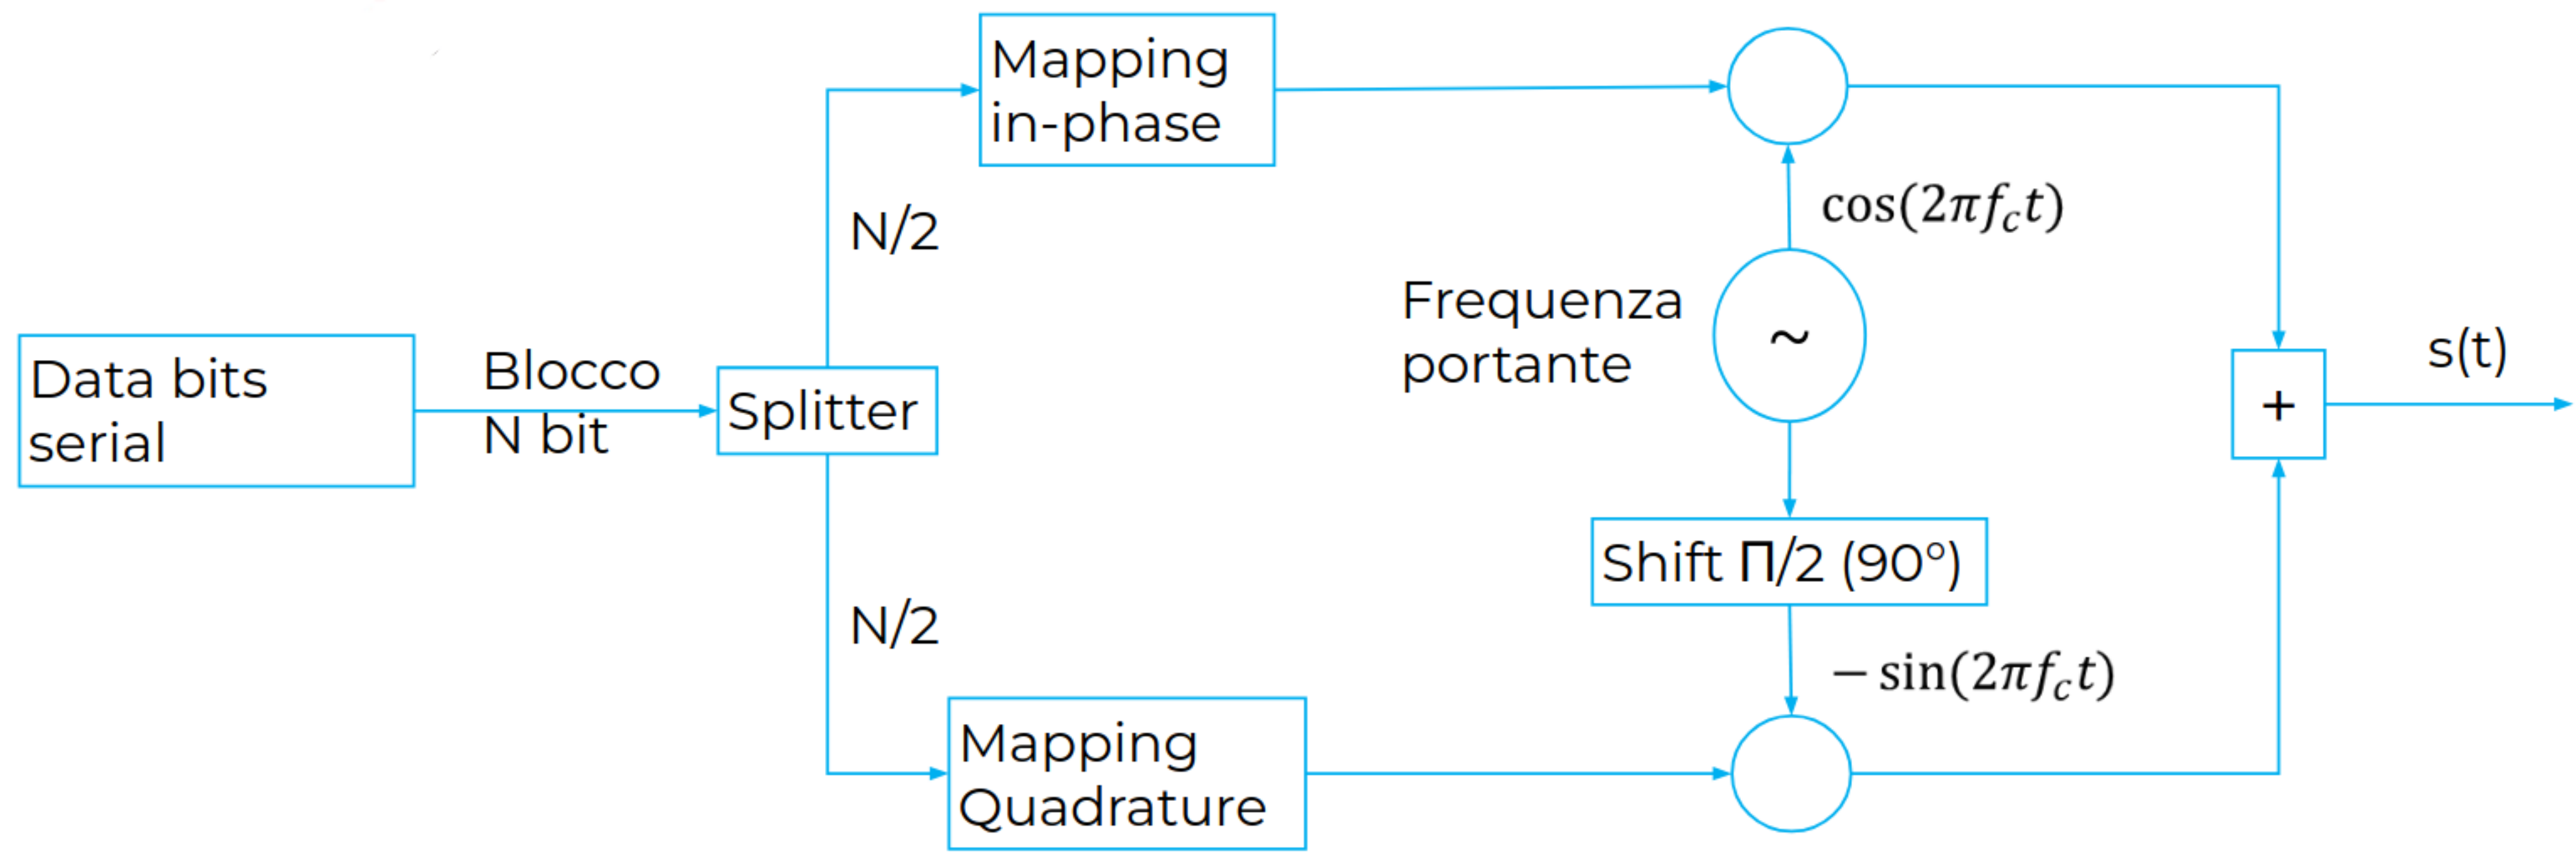 Data bits
serial
Blocco
N bit
Splitter
N/2
N/2
Mapping
in-phase
Mapping
Quadrature
Frequenza
portante
~
cos(2πf_c t)
Shift Π/2 (90°)
− sin(2πf_c t)
+
s(t)